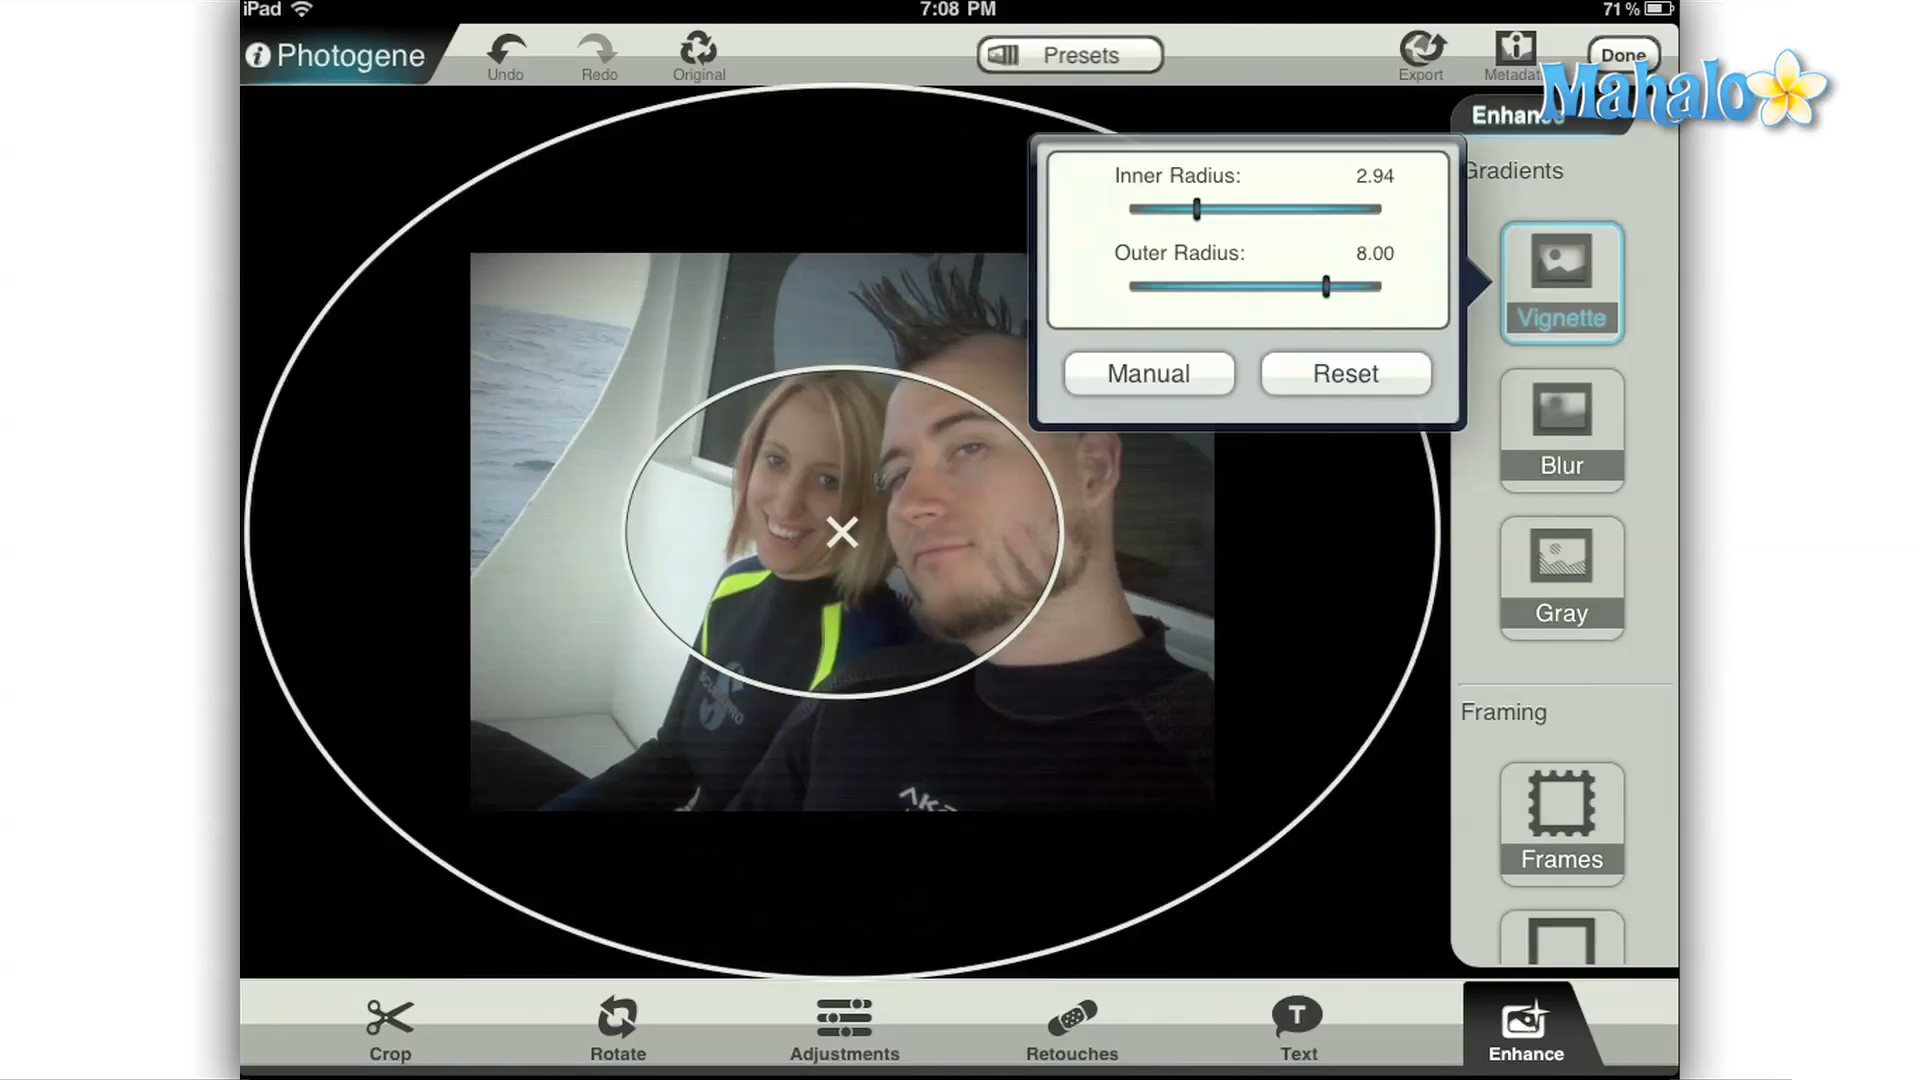 iPad
7:08 PM
71%
Photogene
Undo
Redo
Original
Presets
Export
Done
Mahalo
Enhan
Gradients
Inner Radius: 2.94
Outer Radius: 8.00
Manual
Reset
Vignette
Blur
Gray
Framing
Frames
SCUBAPRO
Crop
Rotate
Adjustments
Retouches
T
Text
Enhance